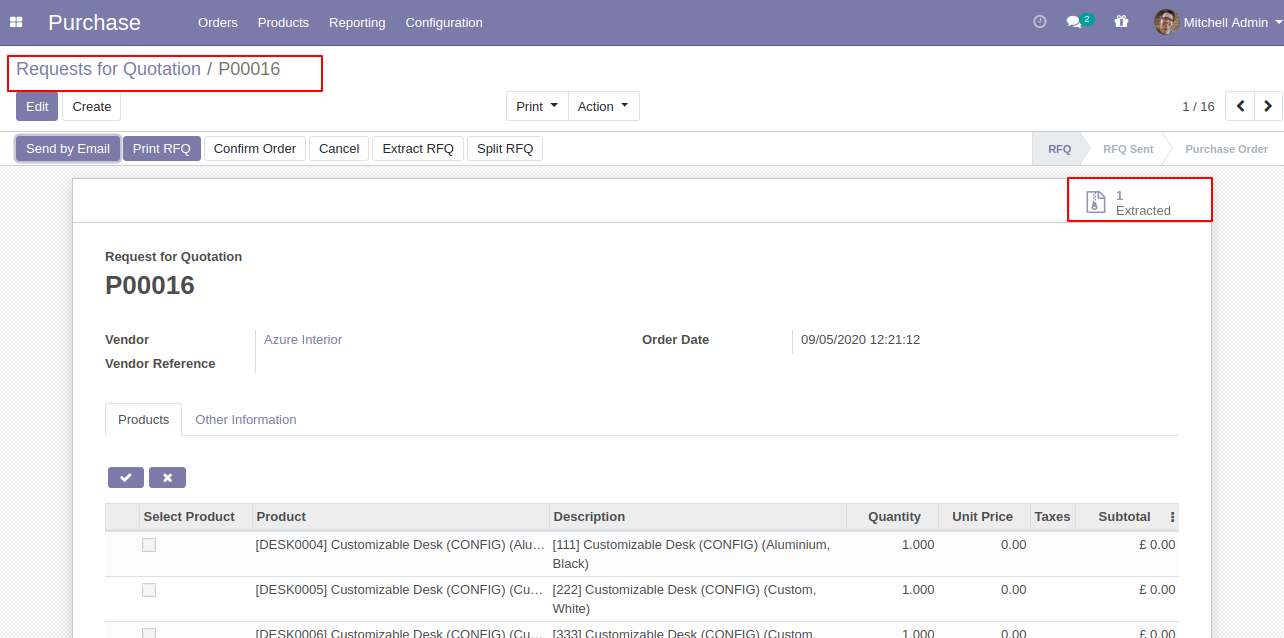 Purchase Orders Products Reporting Configuration 2 Mitchell Admin
Requests for Quotation / P00016
Edit Create Print Action 1 / 16
Send by Email Print RFQ Confirm Order Cancel Extract RFQ Split RFQ RFQ RFQ Sent Purchase Order
1
Extracted
Request for Quotation
P00016
Vendor Azure Interior Order Date 09/05/2020 12:21:12
Vendor Reference
Products Other Information
Select Product Product Description Quantity Unit Price Taxes Subtotal
[DESK0004] Customizable Desk (CONFIG) (Alu... [111] Customizable Desk (CONFIG) (Aluminium, 1.000 0.00 £ 0.00
Black)
[DESK0005] Customizable Desk (CONFIG) (Cu... [222] Customizable Desk (CONFIG) (Custom, 1.000 0.00 £ 0.00
White)
[DESK0006] Customizable Desk (CONFIG) (Cu... [333] Customizable Desk (CONFIG) (Custom, 1.000 0.00 £ 0.00